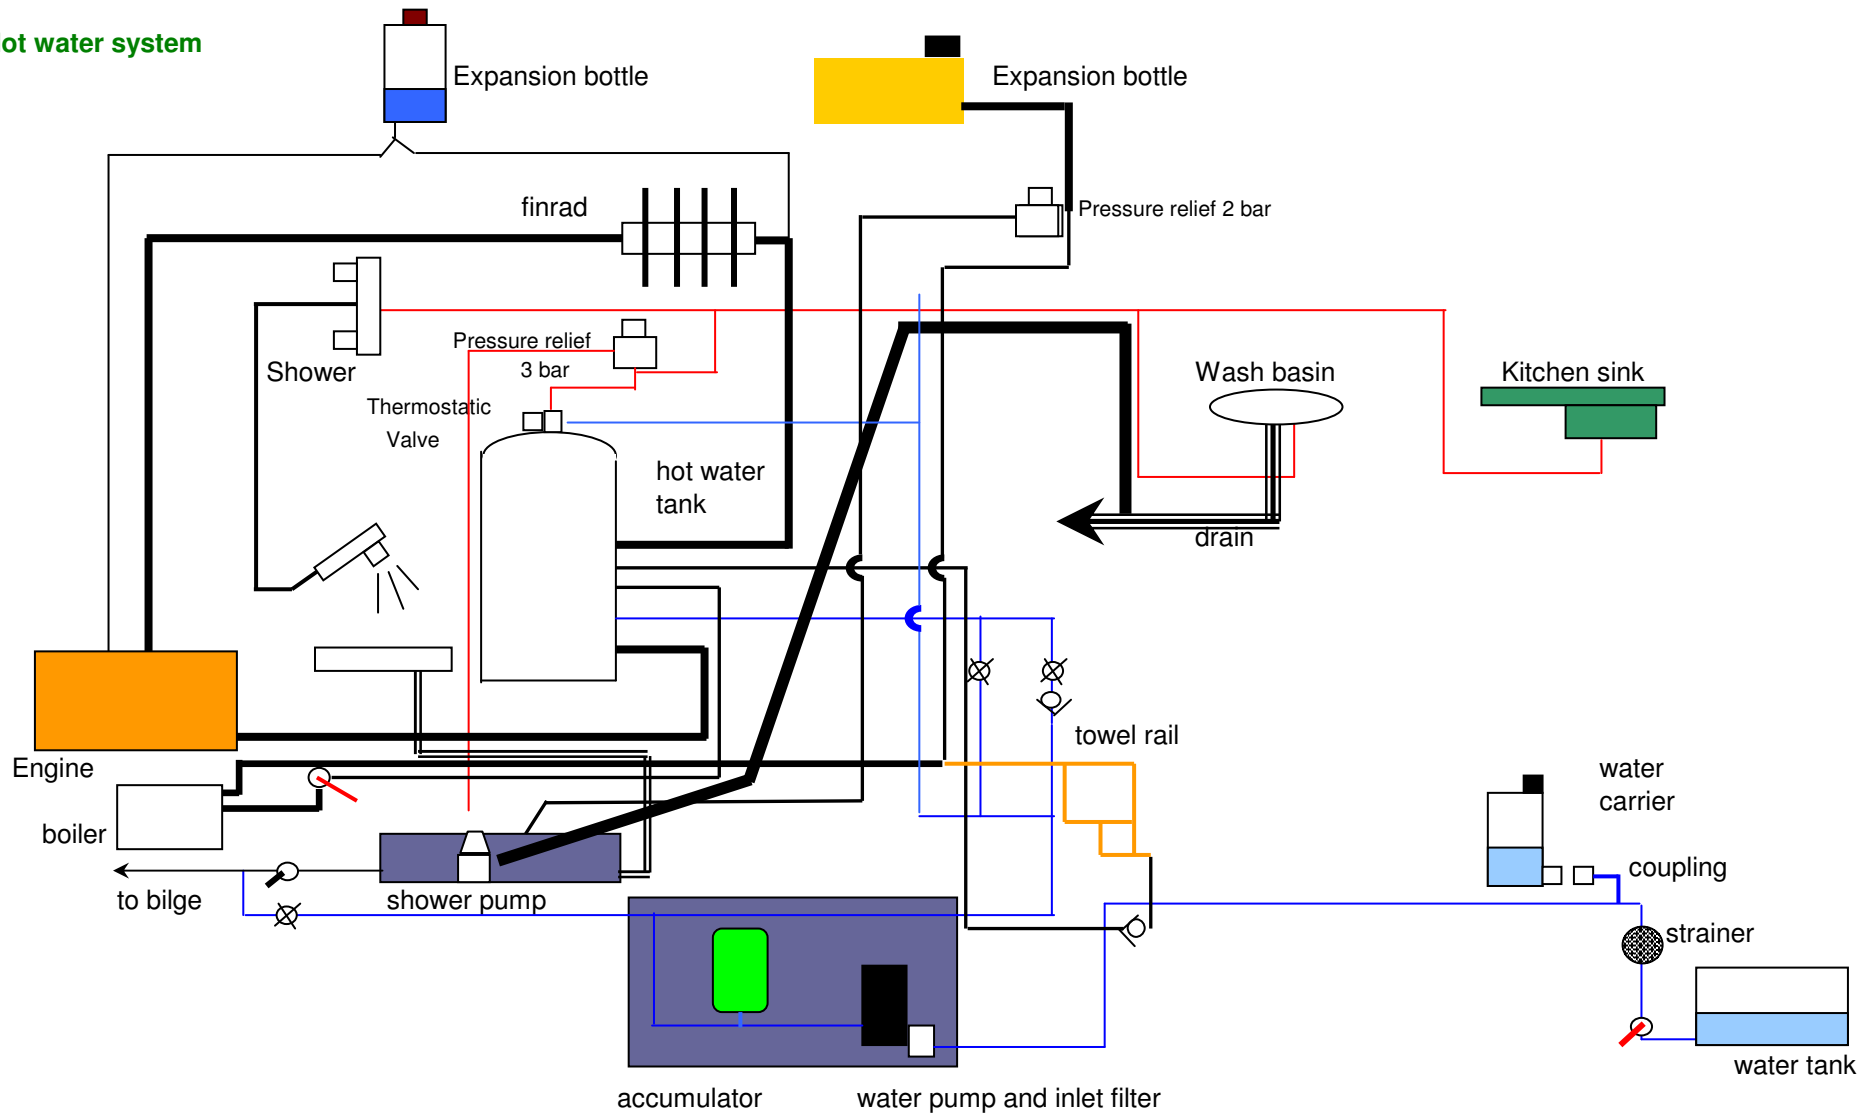 ot water system
Expansion bottle
Expansion bottle
finrad
Pressure relief 2 bar
Pressure relief
3 bar
Shower
Wash basin
Kitchen sink
Thermostatic
Valve
hot water
tank
drain
towel rail
Engine
water
carrier
boiler
coupling
to bilge
shower pump
strainer
water tank
accumulator
water pump and inlet filter